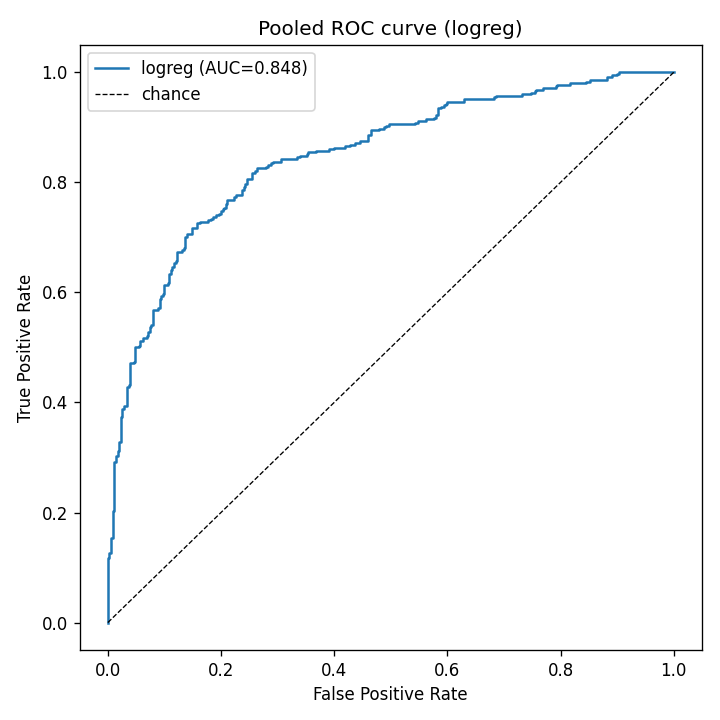 Pooled ROC curve (logreg)
logreg (AUC=0.848)
chance
True Positive Rate
1.0
0.8
0.6
0.4
0.2
0.0
0.0 0.2 0.4 0.6 0.8 1.0
False Positive Rate